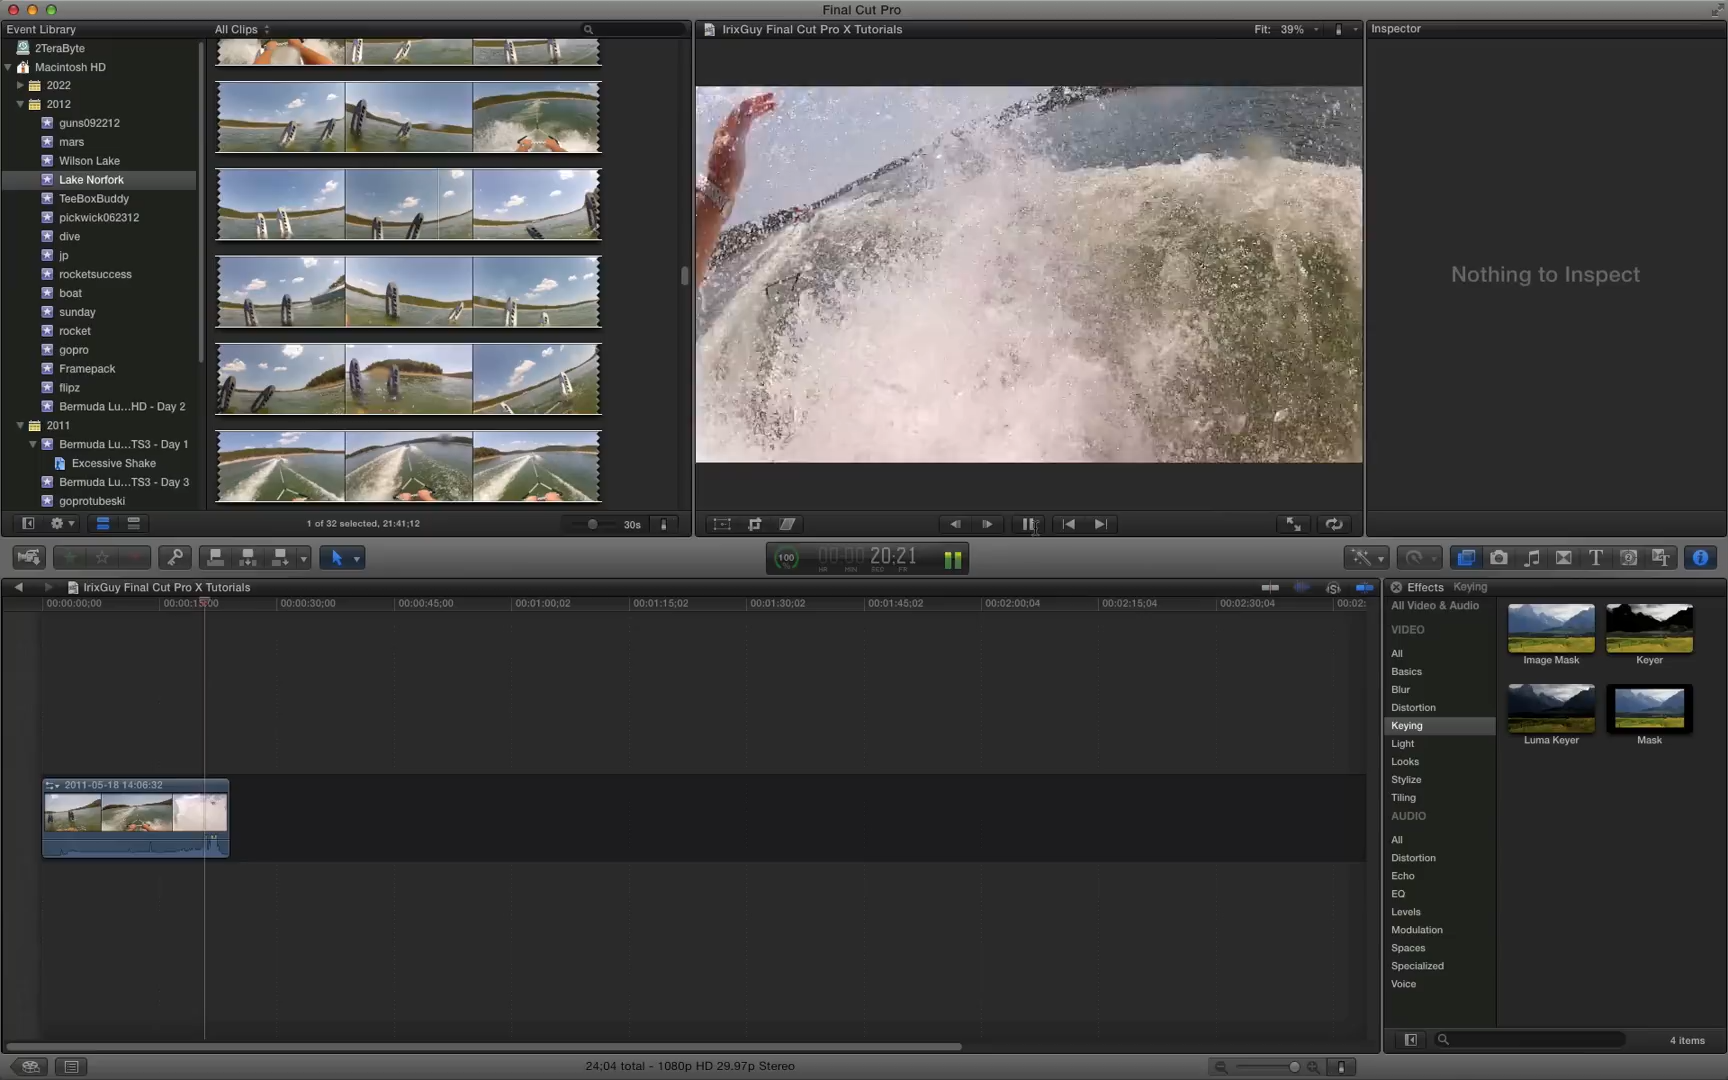 Final Cut Pro
Event Library
All Clips
IrixGuy Final Cut Pro X Tutorials
Fit: 39%
Inspector
2TeraByte
Macintosh HD
2022
2012
guns092212
mars
Wilson Lake
Lake Norfork
TeeBoxBuddy
pickwick062312
dive
jp
rocketsuccess
boat
sunday
rocket
gopro
Framepack
flipz
Bermuda Lu...HD - Day 2
2011
Bermuda Lu...TS3 - Day 1
Excessive Shake
Bermuda Lu...TS3 - Day 3
goprotubeski
Nothing to Inspect
1 of 32 selected, 21:41;12
30s
100 %
00:00:20;21
HR MIN SEC FR
IrixGuy Final Cut Pro X Tutorials
00:00:00;00
00:00:15;00
00:00:30;00
00:00:45;00
00:01:00;02
00:01:15;02
00:01:30;02
00:01:45;02
00:02:00;04
00:02:15;04
00:02:30;04
00:02:
2011-05-18 14:06:32
Effects Keying
All Video & Audio
VIDEO
All
Basics
Blur
Distortion
Keying
Light
Looks
Stylize
Tiling
AUDIO
All
Distortion
Echo
EQ
Levels
Modulation
Spaces
Specialized
Voice
Image Mask
Keyer
Luma Keyer
Mask
4 items
24;04 total - 1080p HD 29.97p Stereo